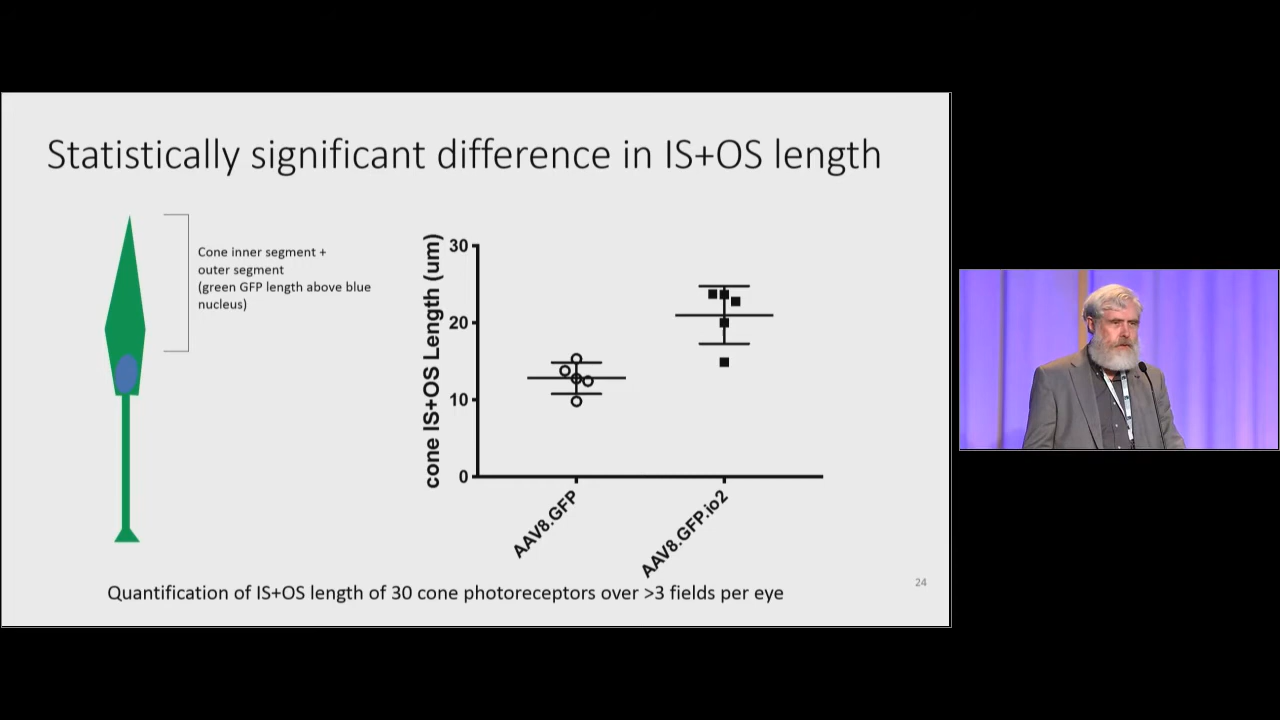 Statistically significant difference in IS+OS length
Cone inner segment +
outer segment
(green GFP length above blue
nucleus)
cone IS+OS Length (um)
30
20
10
0
AAV8.GFP
AAV8.GFP.io2
Quantification of IS+OS length of 30 cone photoreceptors over >3 fields per eye
24